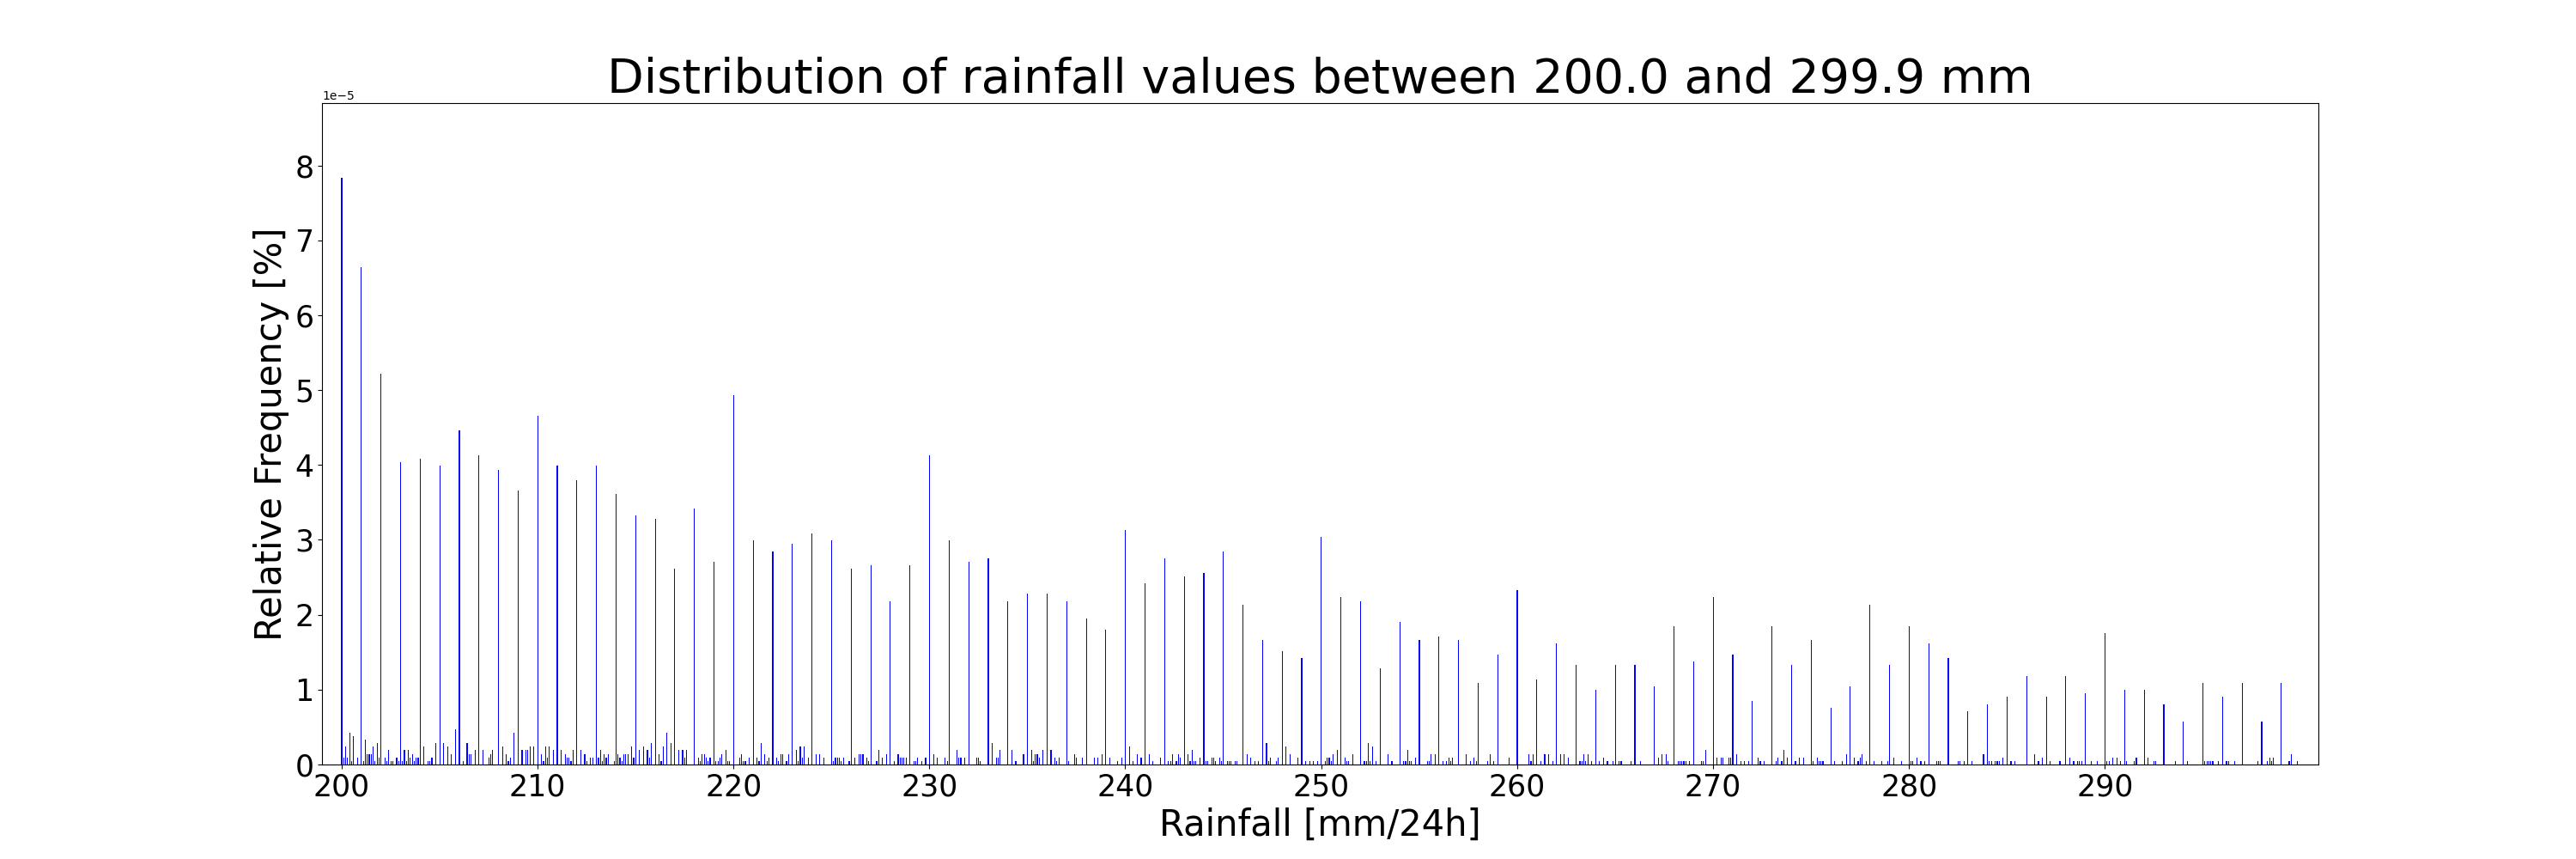 Distribution of rainfall values between 200.0 and 299.9 mm
1e−5
8
7
6
5
4
3
2
1
0
Relative Frequency [%]
200 210 220 230 240 250 260 270 280 290
Rainfall [mm/24h]